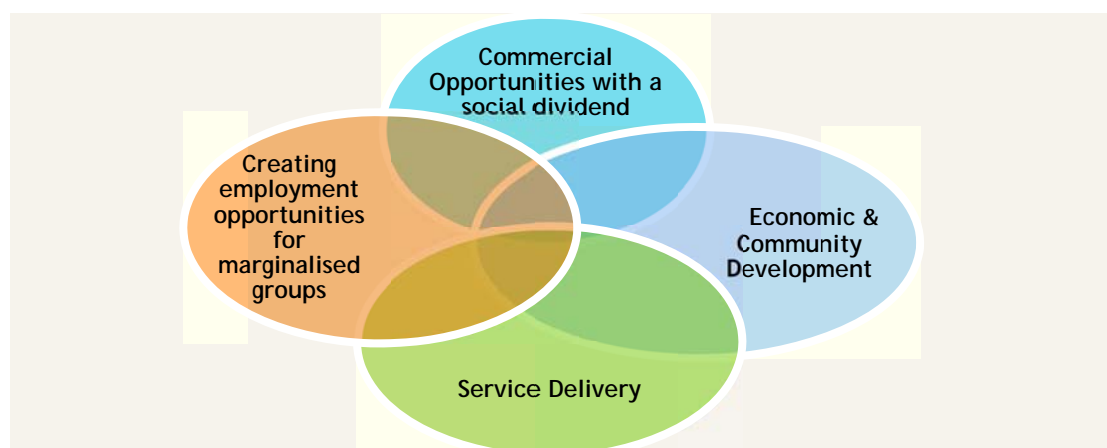 Commercial
Opportunities with a
social dividend
Creating
employment
opportunities
for
marginalised
groups
Economic &
Community
Development
Service Delivery